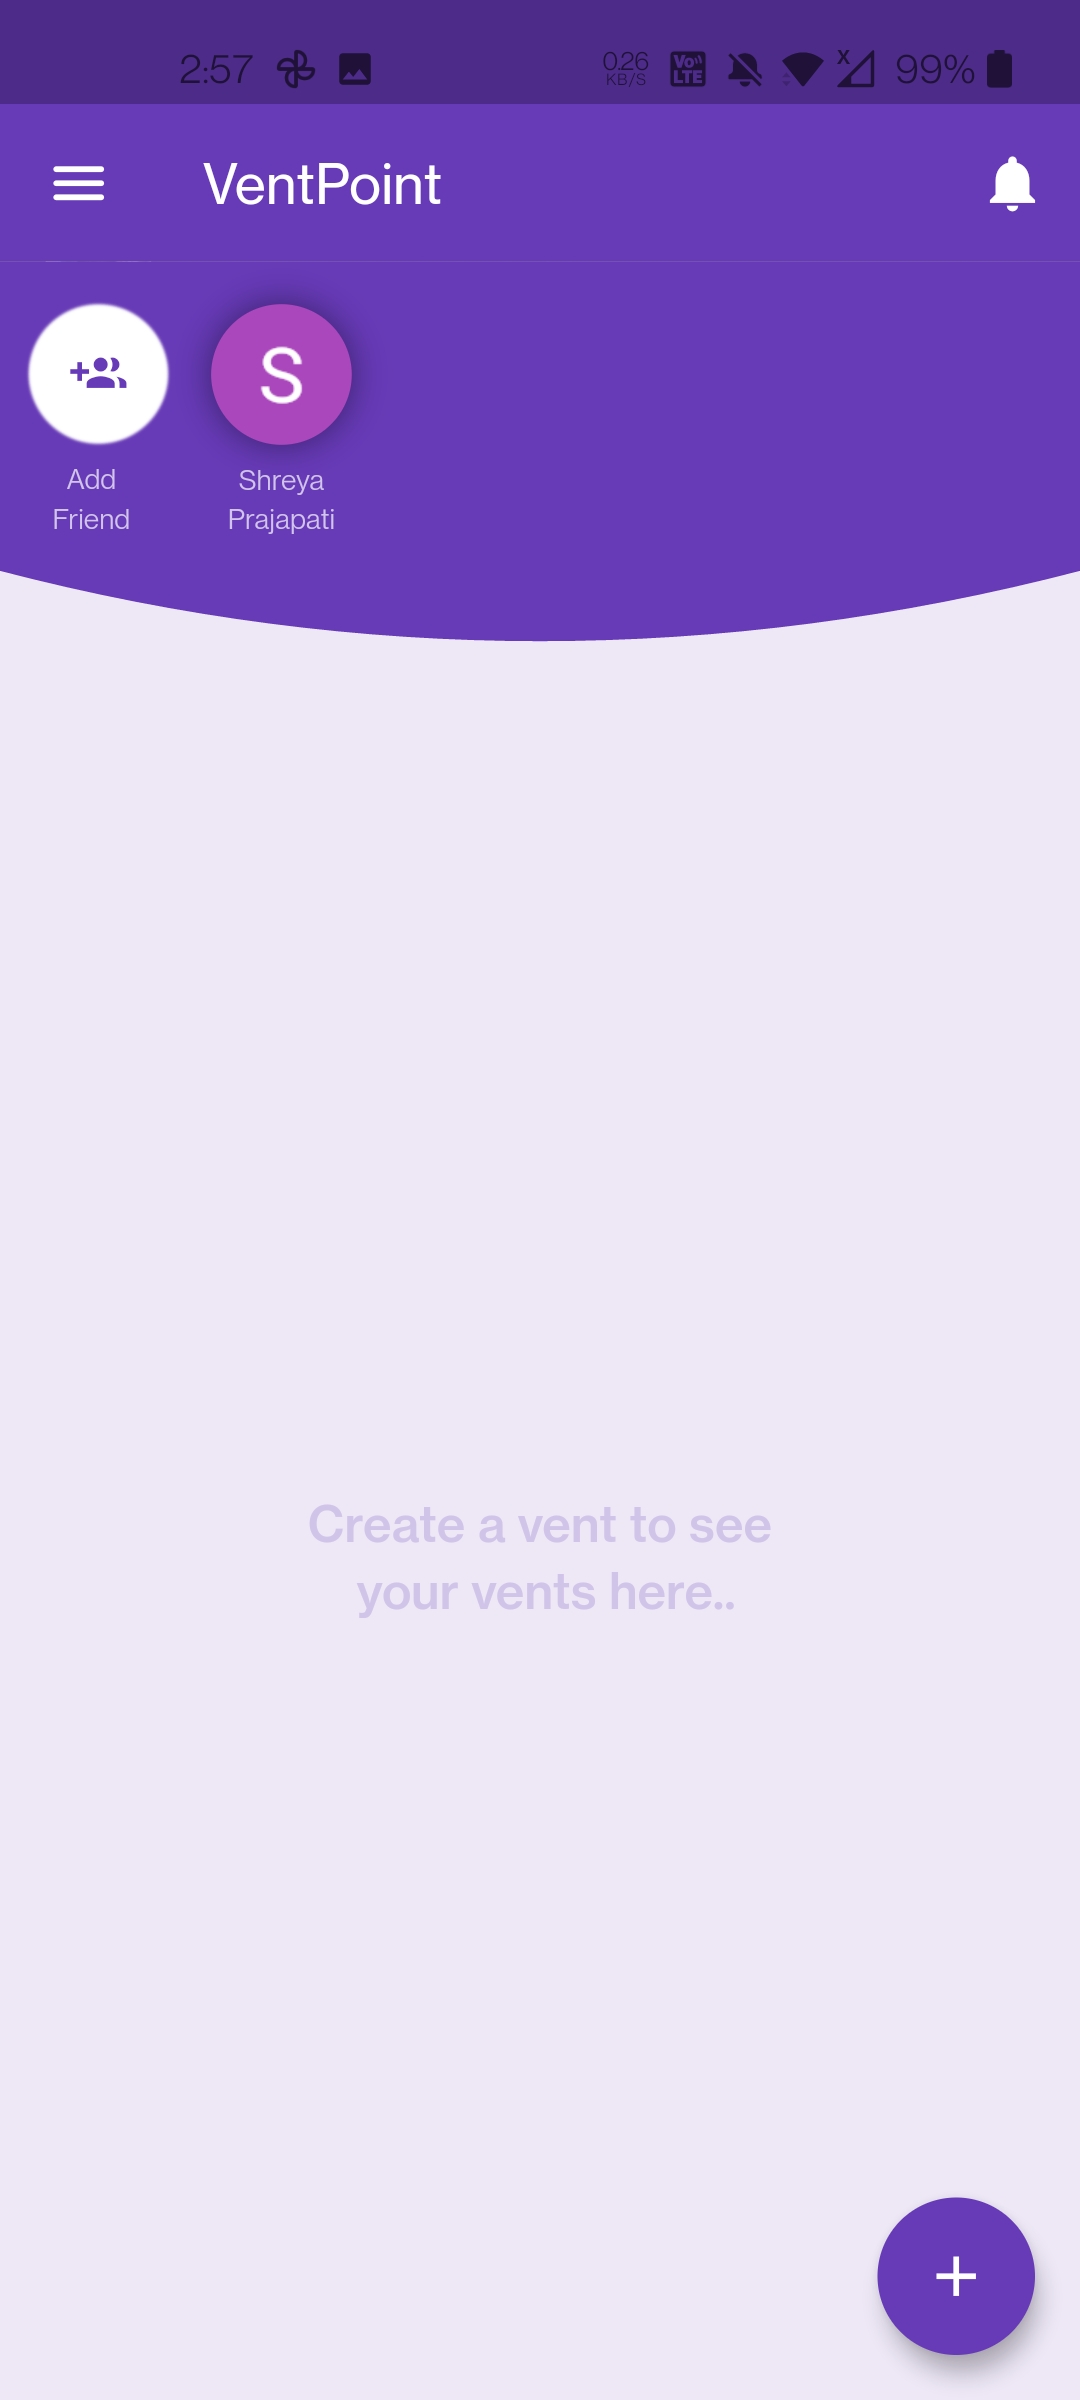 2:57
0.26
KB/S
Vo
LTE
X
99%
VentPoint
S
Add
Friend
Shreya
Prajapati
Create a vent to see
your vents here..